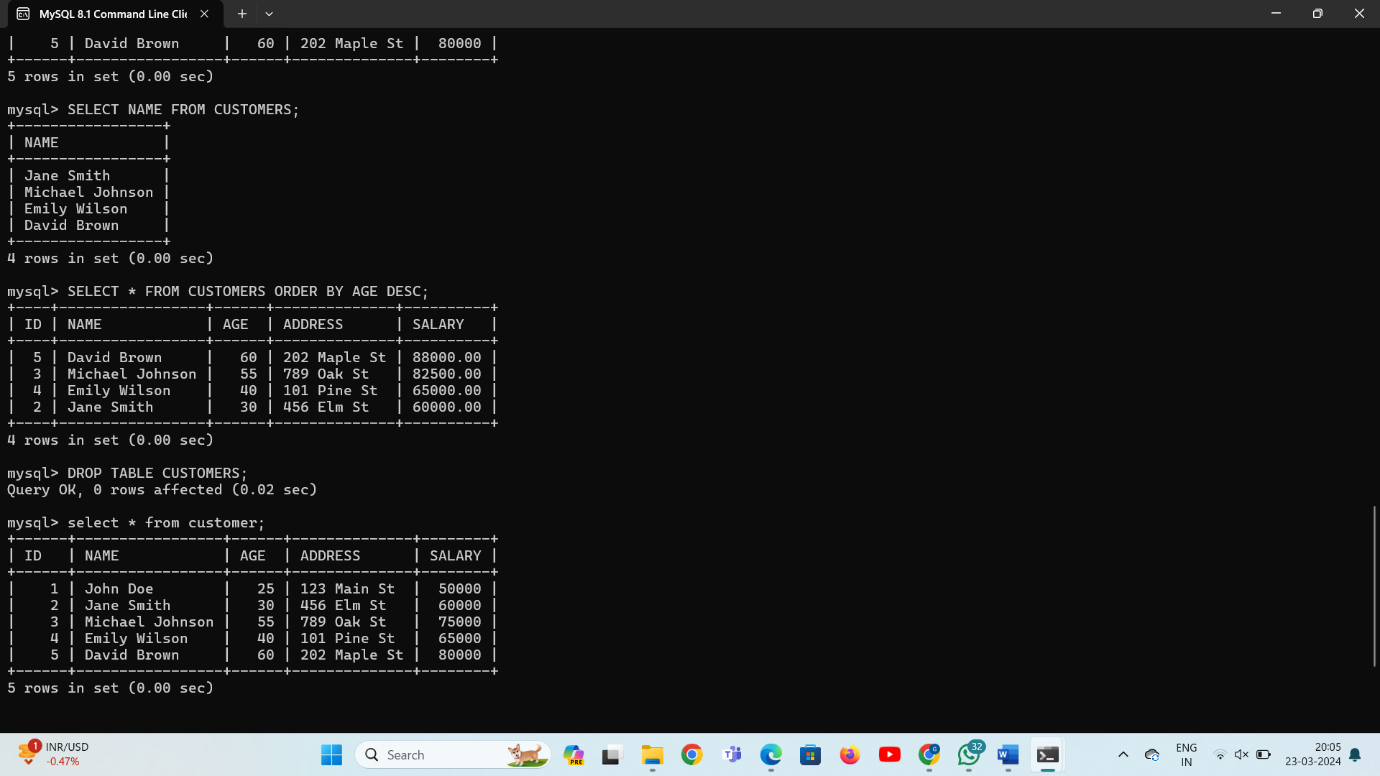 MySQL 8.1 Command Line Clie
|    5 | David Brown     |   60 | 202 Maple St |  80000 |
+------+-----------------+------+--------------+--------+
5 rows in set (0.00 sec)
mysql> SELECT NAME FROM CUSTOMERS;
+-----------------+
| NAME            |
+-----------------+
| Jane Smith      |
| Michael Johnson |
| Emily Wilson    |
| David Brown     |
+-----------------+
4 rows in set (0.00 sec)
mysql> SELECT * FROM CUSTOMERS ORDER BY AGE DESC;
+----+-----------------+------+--------------+----------+
| ID | NAME            | AGE  | ADDRESS      | SALARY   |
+----+-----------------+------+--------------+----------+
|  5 | David Brown     |   60 | 202 Maple St | 88000.00 |
|  3 | Michael Johnson |   55 | 789 Oak St   | 82500.00 |
|  4 | Emily Wilson    |   40 | 101 Pine St  | 65000.00 |
|  2 | Jane Smith      |   30 | 456 Elm St   | 60000.00 |
+----+-----------------+------+--------------+----------+
4 rows in set (0.00 sec)
mysql> DROP TABLE CUSTOMERS;
Query OK, 0 rows affected (0.02 sec)
mysql> select * from customer;
+------+-----------------+------+--------------+--------+
| ID   | NAME            | AGE  | ADDRESS      | SALARY |
+------+-----------------+------+--------------+--------+
|    1 | John Doe        |   25 | 123 Main St  |  50000 |
|    2 | Jane Smith      |   30 | 456 Elm St   |  60000 |
|    3 | Michael Johnson |   55 | 789 Oak St   |  75000 |
|    4 | Emily Wilson    |   40 | 101 Pine St  |  65000 |
|    5 | David Brown     |   60 | 202 Maple St |  80000 |
+------+-----------------+------+--------------+--------+
5 rows in set (0.00 sec)
1 INR/USD
-0.47%
Search
PRE
32
ENG
IN
20:05
23-03-2024